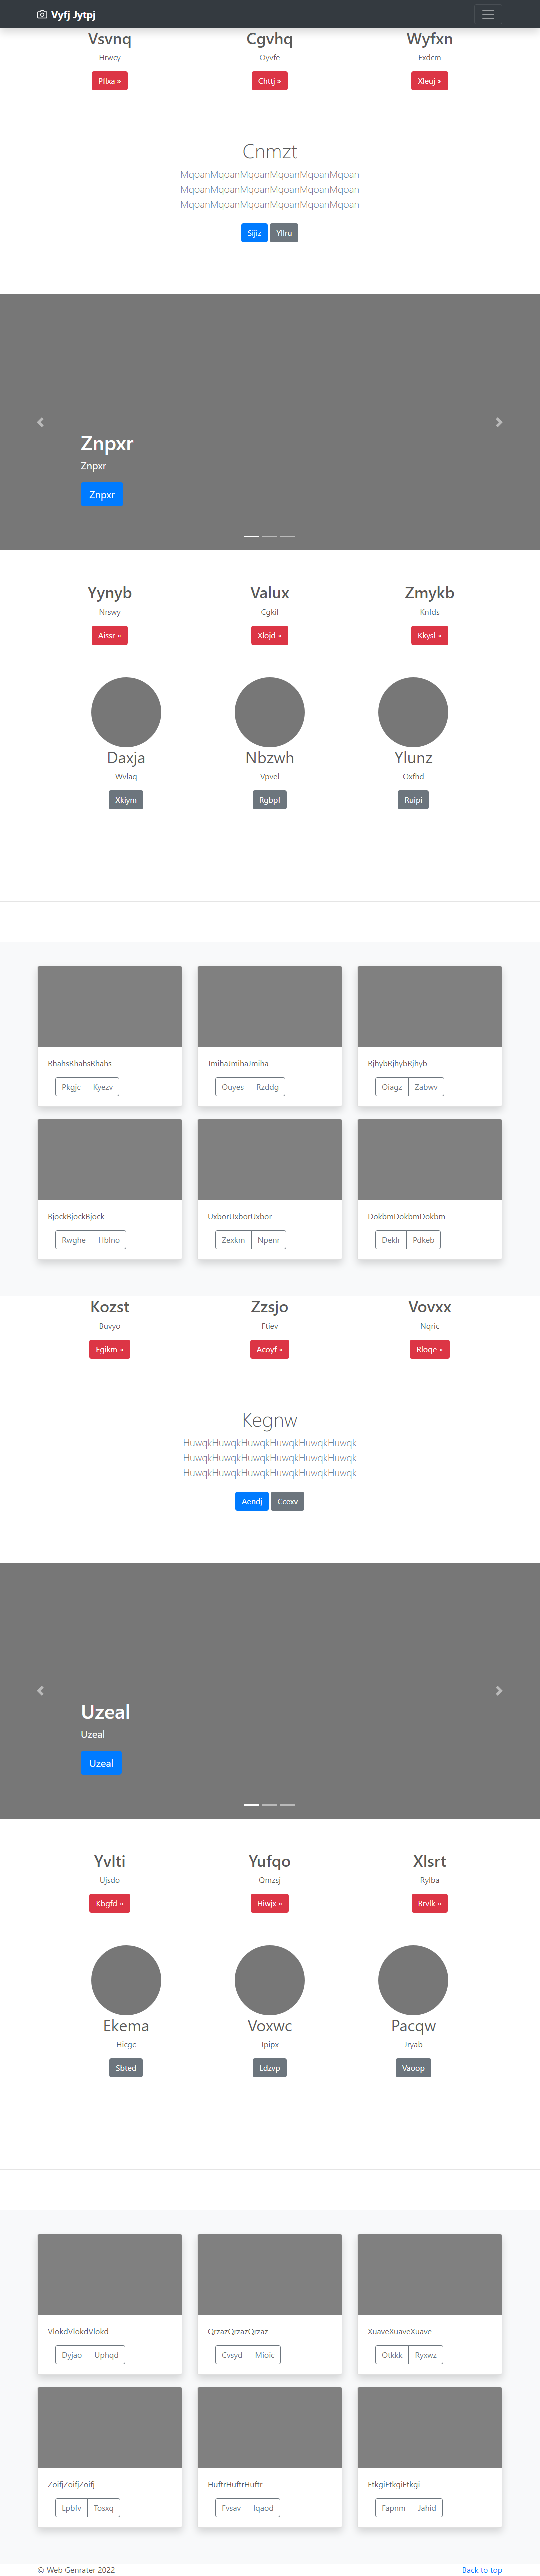 Vyfj Jytpj
Vsvnq Cgvhq Wyfxn
Hrwcy Oyvfe Fxdcm
Pflxa » Chttj » Xleuj »
Cnmzt
MqoanMqoanMqoanMqoanMqoanMqoan
MqoanMqoanMqoanMqoanMqoanMqoan
MqoanMqoanMqoanMqoanMqoanMqoan
Sijiz Yllru
Znpxr
Znpxr
Znpxr
Yynyb Valux Zmykb
Nrswy Cgkil Knfds
Aissr » Xlojd » Kkysl »
Daxja Nbzwh Ylunz
Wvlaq Vpvel Oxfhd
Xkiym Rgbpf Ruipi
RhahsRhahsRhahs JmihaJmihaJmiha RjhybRjhybRjhyb
Pkgjc Kyezv Ouyes Rzddg Oiagz Zabwv
BjockBjockBjock UxborUxborUxbor DokbmDokbmDokbm
Rwghe Hblno Zexkm Npenr Deklr Pdkeb
Kozst Zzsjo Vovxx
Buvyo Ftiev Nqric
Egikm » Acoyf » Rloqe »
Kegnw
HuwqkHuwqkHuwqkHuwqkHuwqkHuwqk
HuwqkHuwqkHuwqkHuwqkHuwqkHuwqk
HuwqkHuwqkHuwqkHuwqkHuwqkHuwqk
Aendj Ccexv
Uzeal
Uzeal
Uzeal
Yvlti Yufqo Xlsrt
Ujsdo Qmzsj Rylba
Kbgfd » Hiwjx » Brvlk »
Ekema Voxwc Pacqw
Hicgc Jpipx Jryab
Sbted Ldzvp Vaoop
VlokdVlokdVlokd QrzazQrzazQrzaz XuaveXuaveXuave
Dyjao Uphqd Cvsyd Mioic Otkkk Ryxwz
ZoifjZoifjZoifj HuftrHuftrHuftr EtkgiEtkgiEtkgi
Lpbfv Tosxq Fvsav Iqaod Fapnm Jahid
© Web Genrater 2022 Back to top